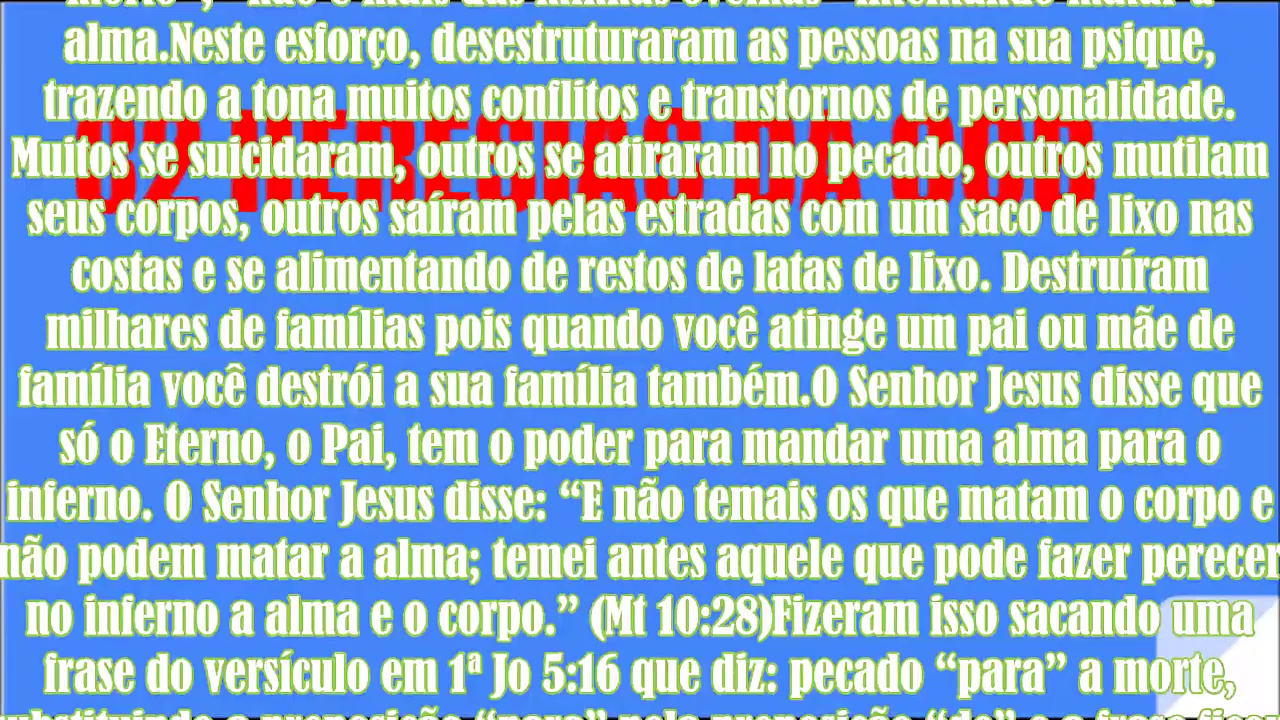 alma.Neste esforço, desestruturaram as pessoas na sua psique,
trazendo a tona muitos conflitos e transtornos de personalidade.
Muitos se suicidaram, outros se atiraram no pecado, outros mutilam
seus corpos, outros saíram pelas estradas com um saco de lixo nas
costas e se alimentando de restos de latas de lixo. Destruíram
milhares de famílias pois quando você atinge um pai ou mãe de
família você destrói a sua família também.O Senhor Jesus disse que
só o Eterno, o Pai, tem o poder para mandar uma alma para o
inferno. O Senhor Jesus disse: “E não temais os que matam o corpo e
não podem matar a alma; temei antes aquele que pode fazer perecer
no inferno a alma e o corpo.” (Mt 10:28)Fizeram isso sacando uma
frase do versículo em 1ª Jo 5:16 que diz: pecado “para” a morte,